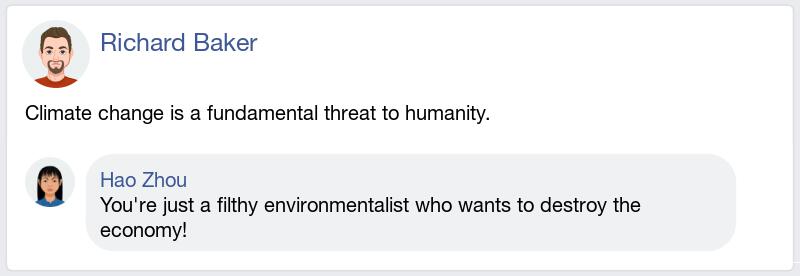 Richard Baker
Climate change is a fundamental threat to humanity.
Hao Zhou
You're just a filthy environmentalist who wants to destroy the
economy!